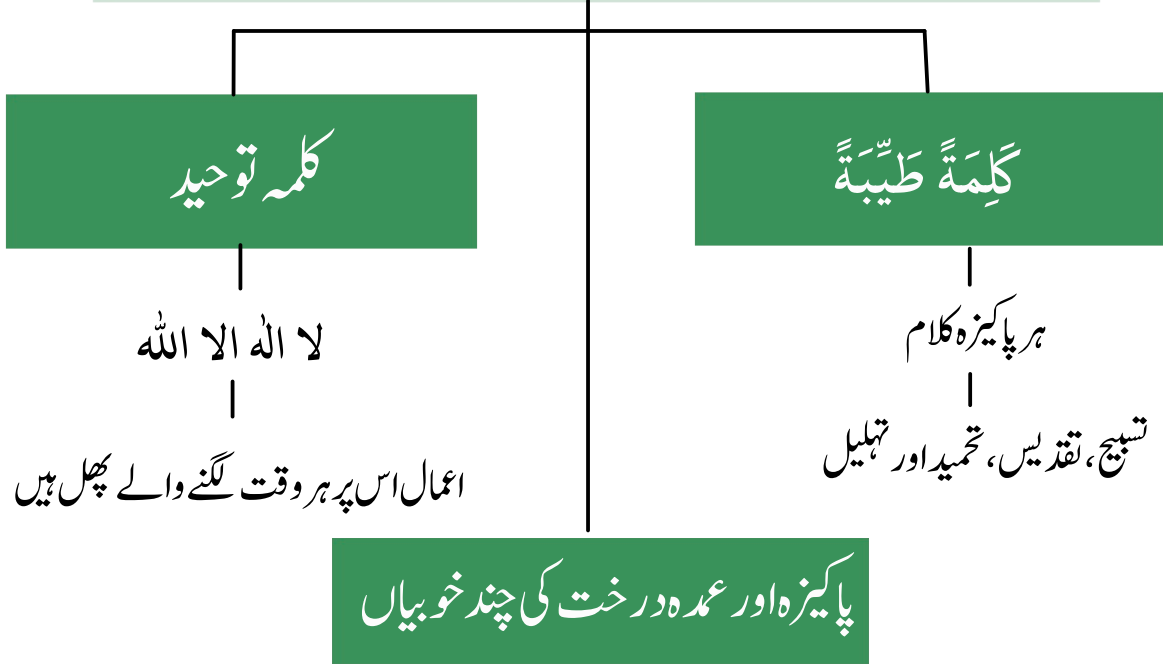 كَلِمَةً طَيِّبَةً
کلمہ توحید
ہر پاکیزہ کلام
لا الٰہ الا اللہ
تسبیح، تقدیس، تحمید اور تہلیل
اعمال اس پر ہر وقت لگنے والے پھل ہیں
پاکیزہ اور عمدہ درخت کی چند خوبیاں